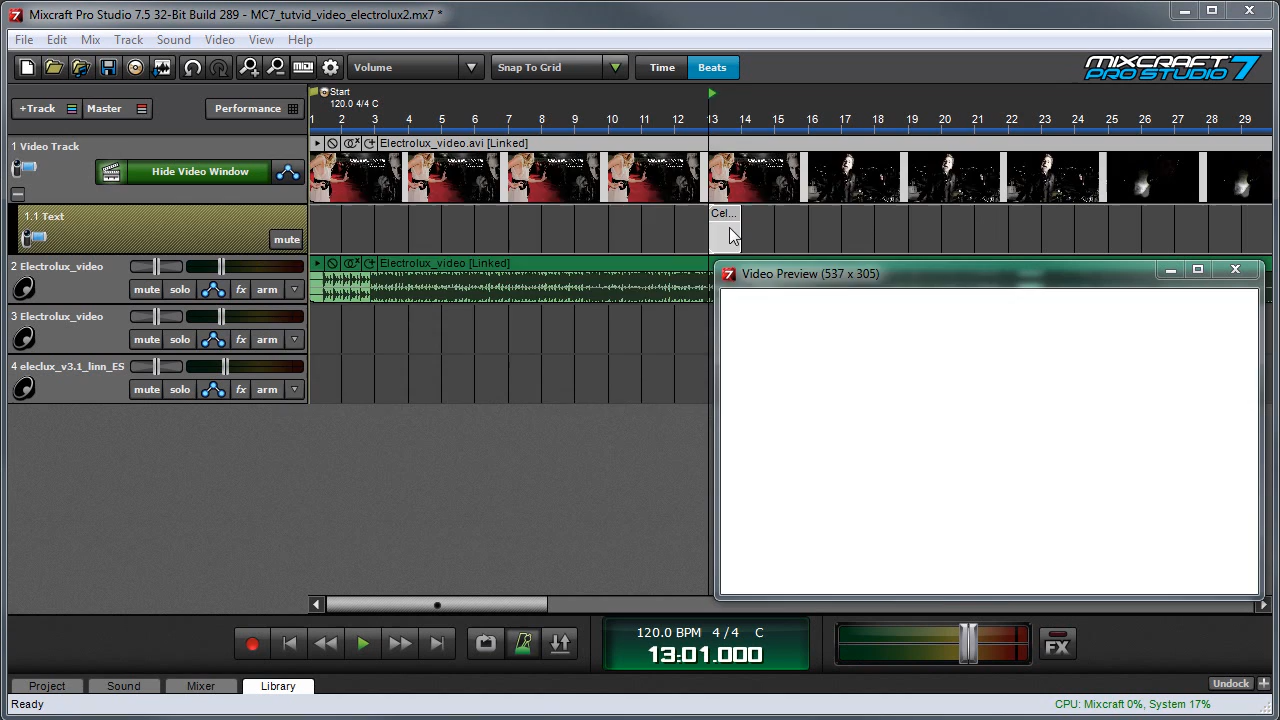 Mixcraft Pro Studio 7.5 32-Bit Build 289 - MC7_tutvid_video_electrolux2.mx7 *
File Edit Mix Track Sound Video View Help
Volume Snap To Grid Time Beats
MIXCRAFT PRO STUDIO 7
+Track Master Performance
Start
120.0 4/4 C
1 2 3 4 5 6 7 8 9 10 11 12 13 14 15 16 17 18 19 20 21 22 23 24 25 26 27 28 29
1 Video Track
Electrolux_video.avi [Linked]
Hide Video Window
1.1 Text
Cel...
mute
2 Electrolux_video
Electrolux_video [Linked]
mute solo fx arm
3 Electrolux_video
mute solo fx arm
4 eleclux_v3.1_linn_ES
mute solo fx arm
Video Preview (537 x 305)
120.0 BPM 4 / 4 C
13:01.000
FX
Project Sound Mixer Library
Undock
Ready
CPU: Mixcraft 0%, System 17%